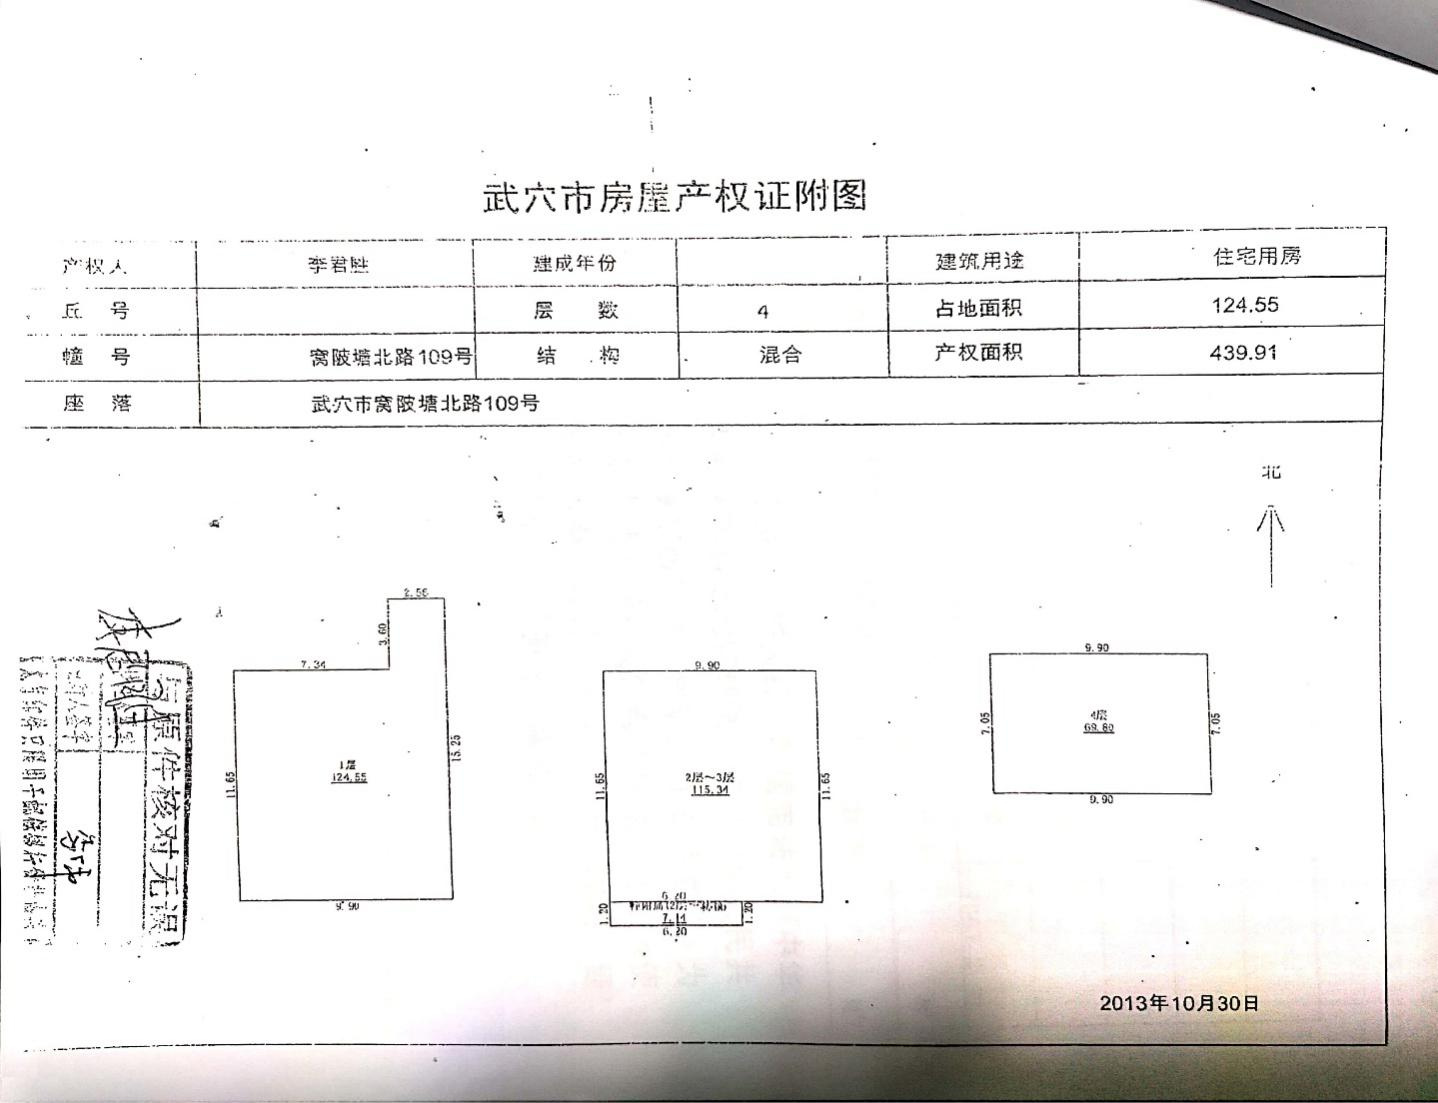 武穴市房屋产权证附图
产权人 李君胜 建成年份 建筑用途 住宅用房
丘 号 层 数 4 占地面积 124.55
幢 号 窝陂塘北路109号 结 构 混合 产权面积 439.91
座 落 武穴市窝陂塘北路109号
北
2.56
3.60
7.34
11.65
15.25
1层
124.55
9.90
9.90
11.65
11.65
2层~3层
115.34
6.20
1.20
1.20
7.14
6.20
9.90
7.05
7.05
4层
69.80
9.90
与原件核对无误
2013年10月30日